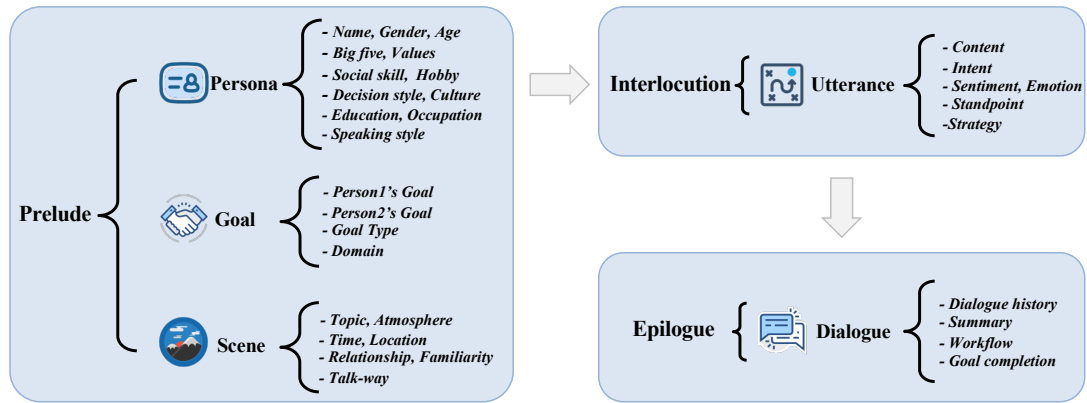 Prelude
Persona
- Name, Gender, Age
- Big five, Values
- Social skill, Hobby
- Decision style, Culture
- Education, Occupation
- Speaking style
Goal
- Person1's Goal
- Person2's Goal
- Goal Type
- Domain
Scene
- Topic, Atmosphere
- Time, Location
- Relationship, Familiarity
- Talk-way
Interlocution
Utterance
- Content
- Intent
- Sentiment, Emotion
- Standpoint
-Strategy
Epilogue
Dialogue
- Dialogue history
- Summary
- Workflow
- Goal completion